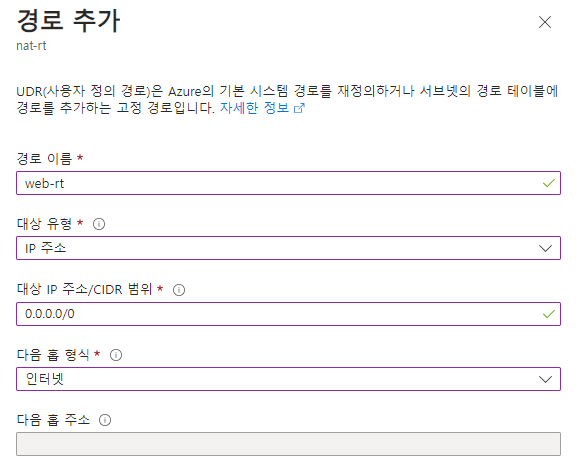 경로 추가
nat-rt
UDR(사용자 정의 경로)은 Azure의 기본 시스템 경로를 재정의하거나 서브넷의 경로 테이블에
경로를 추가하는 고정 경로입니다. 자세한 정보
경로 이름 *
web-rt
대상 유형 *
IP 주소
대상 IP 주소/CIDR 범위 *
0.0.0.0/0
다음 홉 형식 *
인터넷
다음 홉 주소